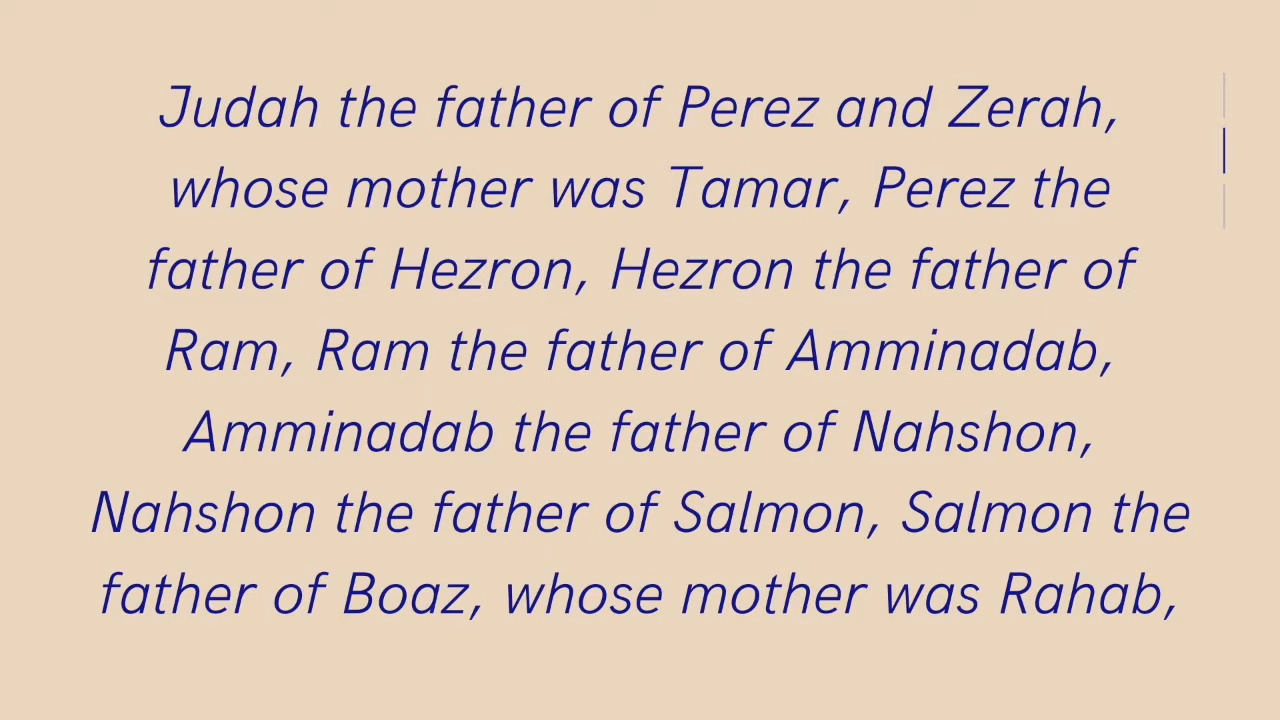 Judah the father of Perez and Zerah,
whose mother was Tamar, Perez the
father of Hezron, Hezron the father of
Ram, Ram the father of Amminadab,
Amminadab the father of Nahshon,
Nahshon the father of Salmon, Salmon the
father of Boaz, whose mother was Rahab,